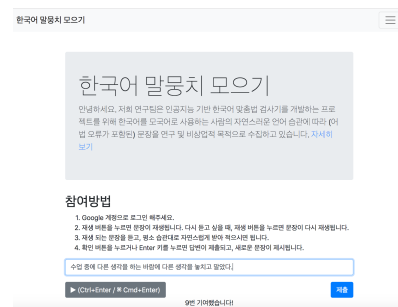 한국어 말뭉치 모으기
한국어 말뭉치 모으기
안녕하세요. 저희 연구팀은 인공지능 기반 한국어 맞춤법 검사기를 개발하는 프로
젝트를 위해 한국어를 모국어로 사용하는 사람의 자연스러운 언어 습관에 따라 (어
법 오류가 포함된) 문장을 연구 및 비상업적 목적으로 수집하고 있습니다. 자세히
보기
참여방법
1. Google 계정으로 로그인 해주세요.
2. 재생 버튼을 누르면 문장이 재생됩니다. 다시 듣고 싶을 때, 재생 버튼을 누르면 문장이 다시 재생됩니다.
3. 재생 되는 문장을 듣고, 평소 습관대로 자연스럽게 받아 적으시면 됩니다.
4. 확인 버튼을 누르거나 Enter 키를 누르면 답변이 제출되고, 새로운 문장이 제시됩니다.
수업 중에 다른 생각을 하는 바람에 다른 생각을 놓치고 말았다.
▶ (Ctrl+Enter / ⌘ Cmd+Enter)
제출
9번 기여했습니다!